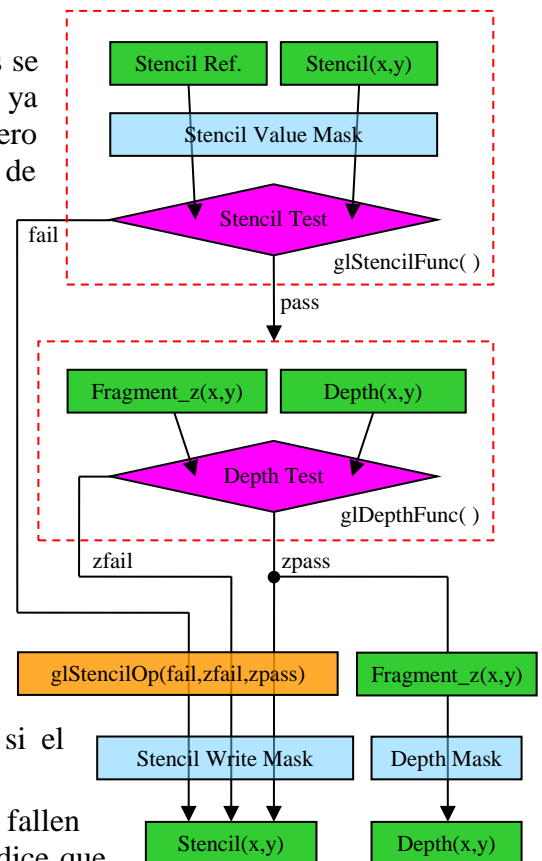 s se
ya
ero
de
Stencil Ref.
Stencil(x,y)
Stencil Value Mask
Stencil Test
fail
glStencilFunc( )
pass
Fragment_z(x,y)
Depth(x,y)
Depth Test
glDepthFunc( )
zfail
zpass
glStencilOp(fail,zfail,zpass)
Fragment_z(x,y)
si el
Stencil Write Mask
Depth Mask
fallen
dice que
Stencil(x,y)
Depth(x,y)